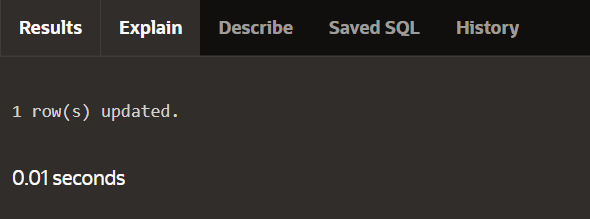 Results Explain Describe Saved SQL History
1 row(s) updated.
0.01 seconds